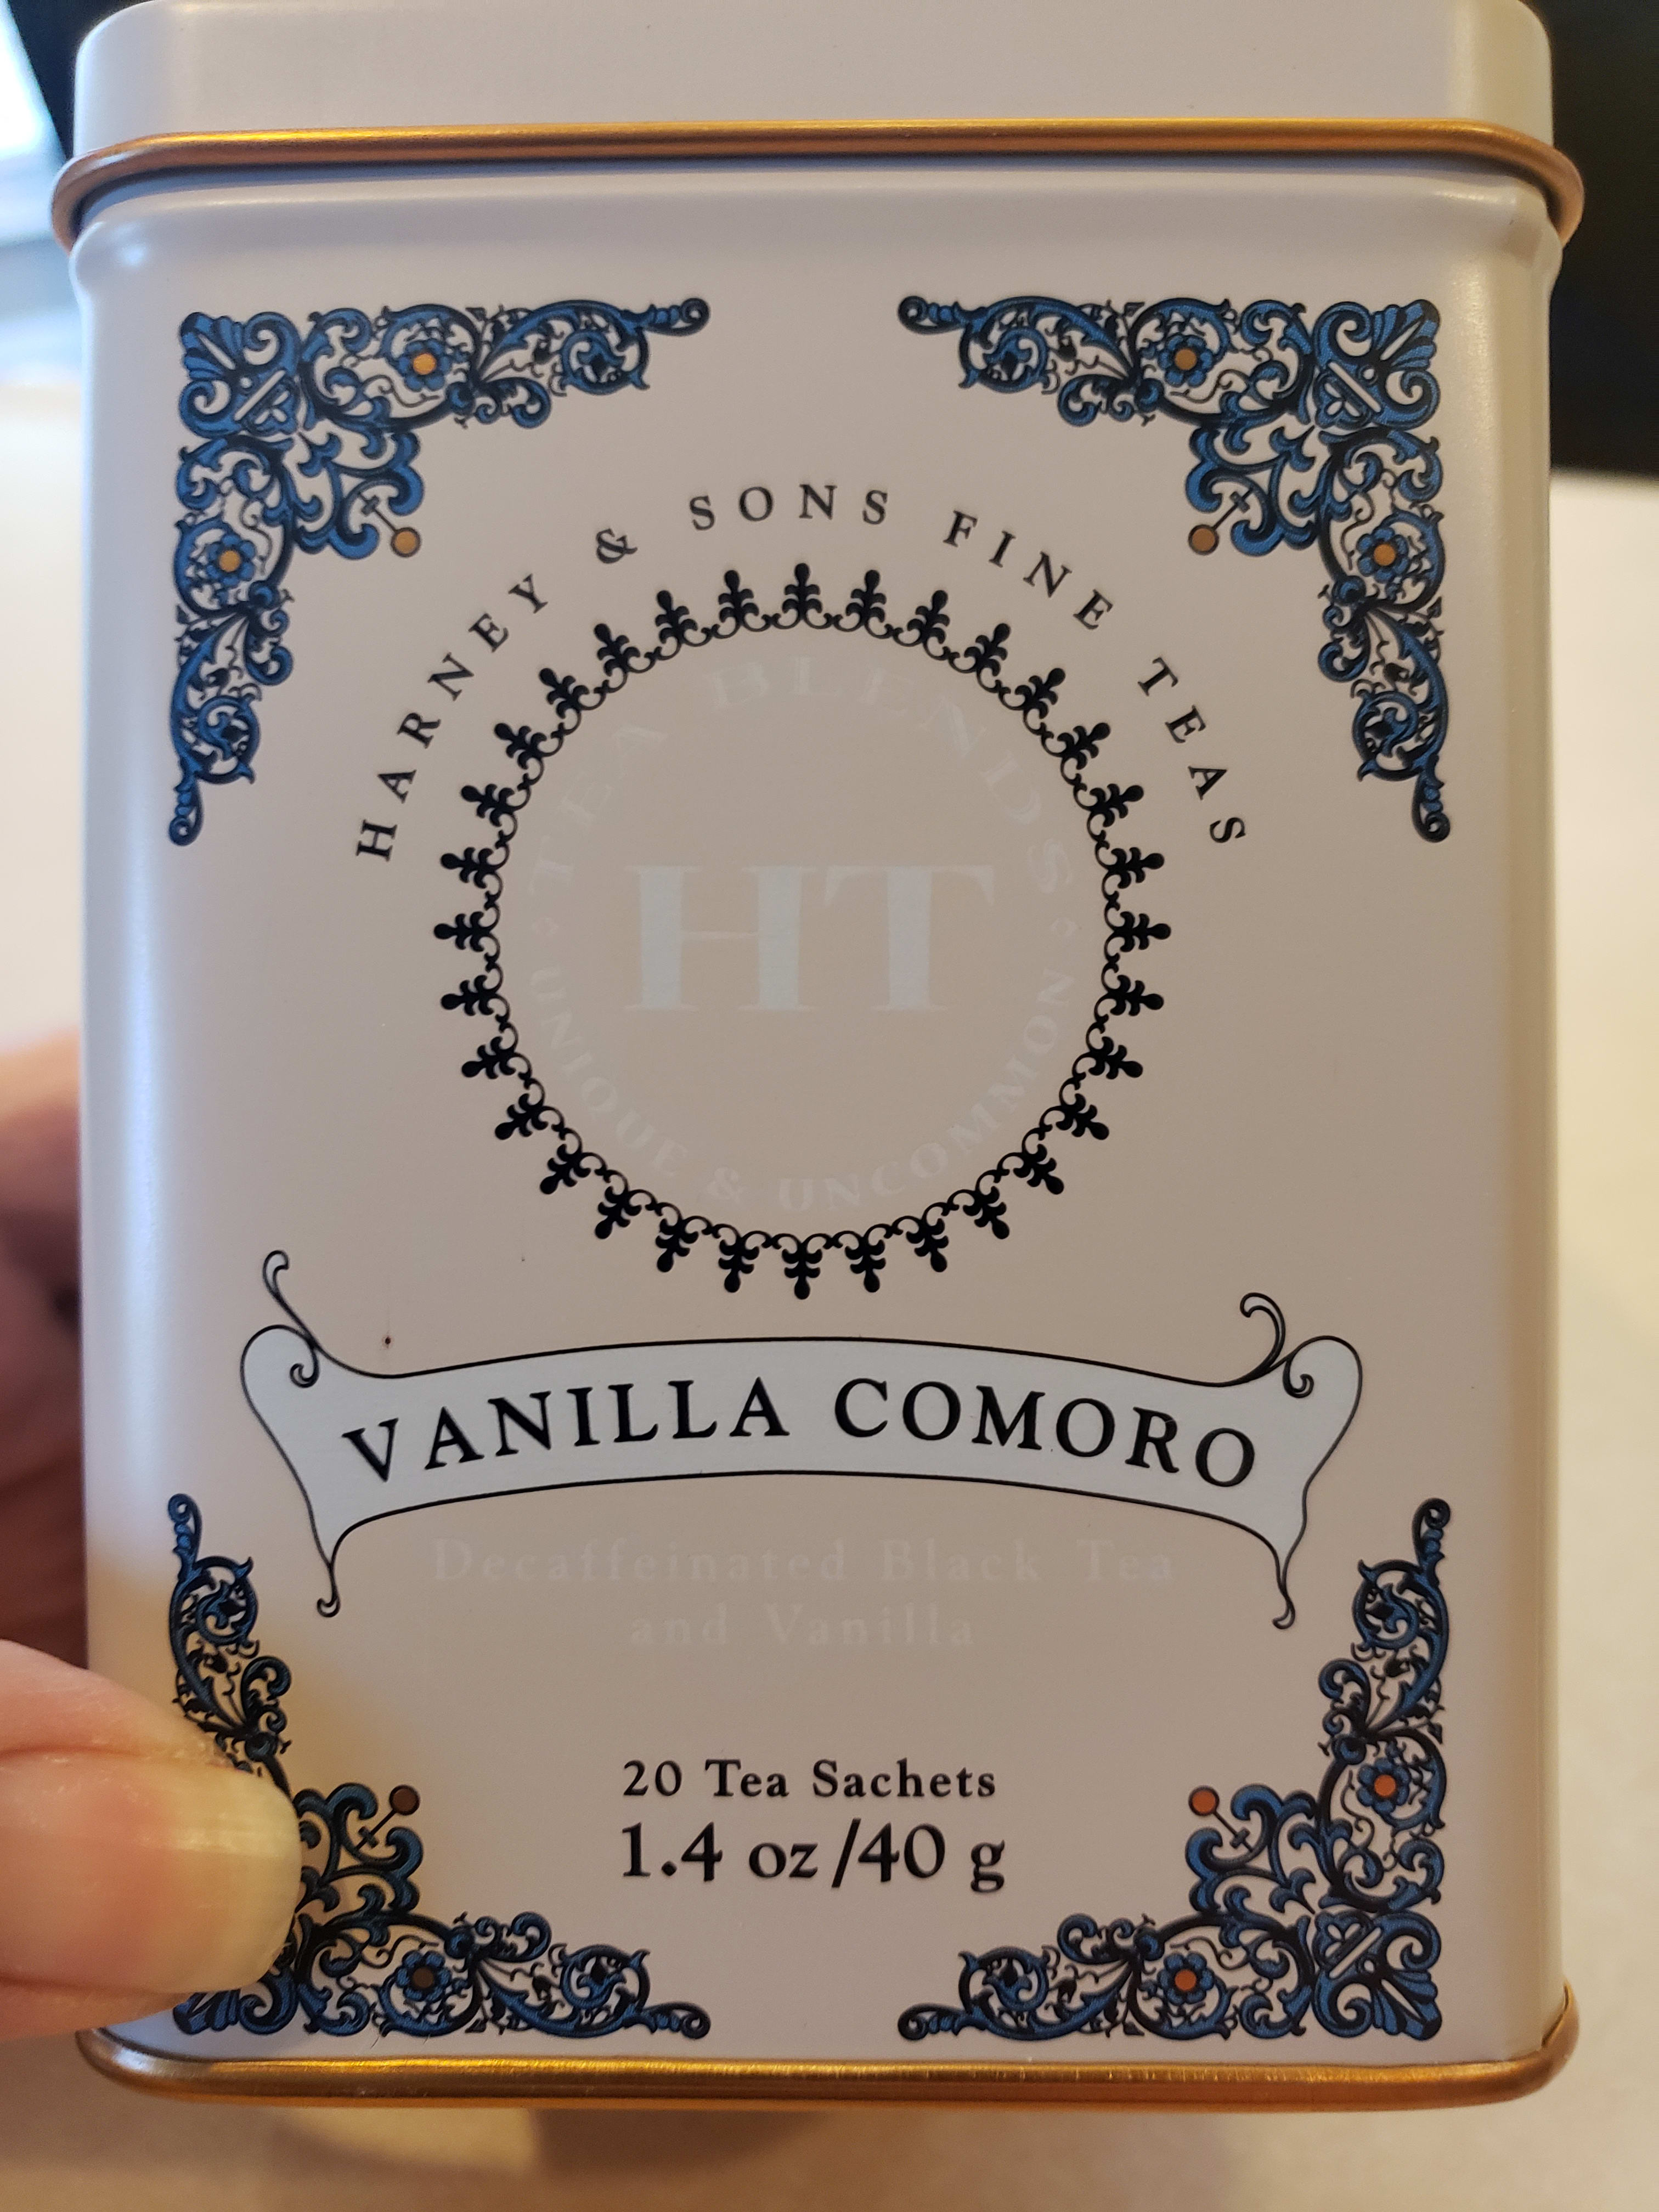 HARNEY & SONS FINE TEAS
TEA BLENDS
HT
UNIQUE & UNCOMMON
VANILLA COMORO
Decaffeinated Black Tea
and Vanilla
20 Tea Sachets
1.4 oz/40 g